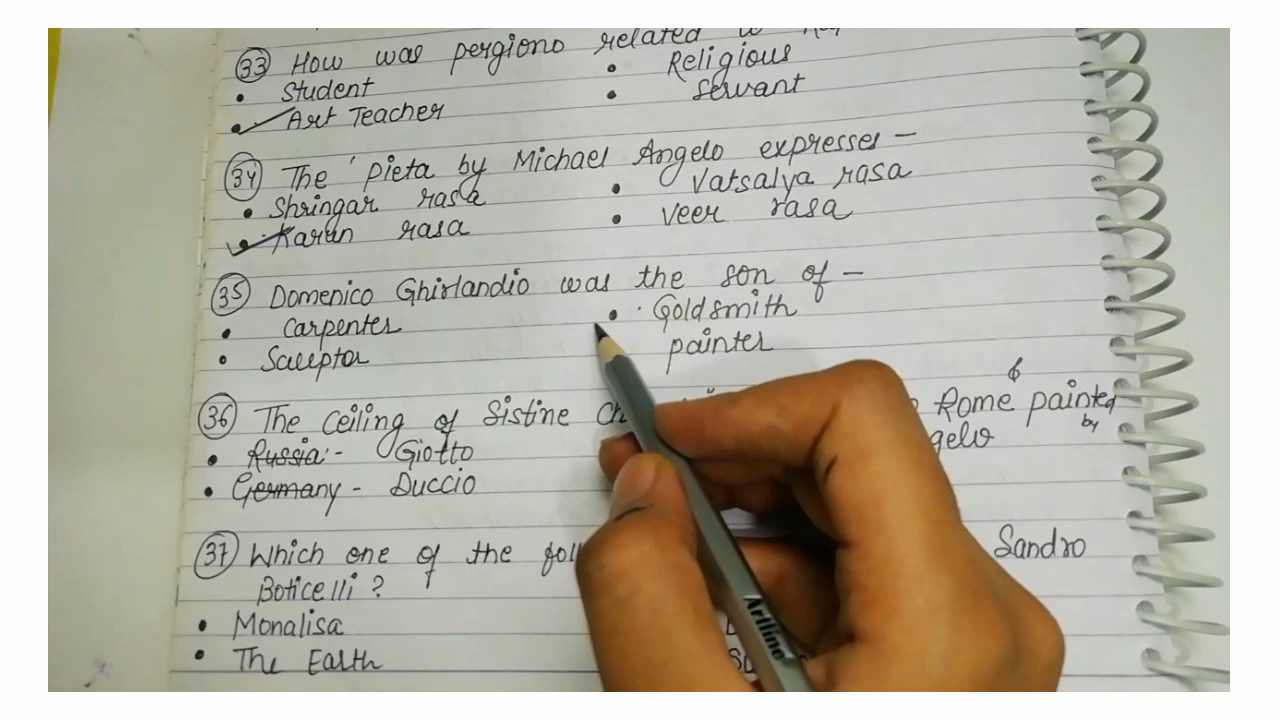 33 How was pergiono related to
• Student • Religious
• Art Teacher • Servant
34 The 'Pieta by Michael Angelo expresses —
• Shringar rasa • Vatsalya rasa
• Karun rasa • Veer rasa
35 Domenico Ghirlandio was the son of —
• Carpenter • Goldsmith
• Sculptor painter
36 The Ceiling of Sistine Rome painted by
• Russia:- Giotto gelo
• Germany - Duccio
37 Which one of the Sandro
Boticelli ?
• Monalisa
• The Earth
Artline